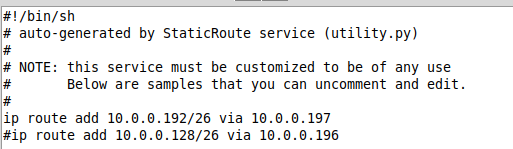 #!/bin/sh
# auto-generated by StaticRoute service (utility.py)
#
# NOTE: this service must be customized to be of any use
#       Below are samples that you can uncomment and edit.
#
ip route add 10.0.0.192/26 via 10.0.0.197
#ip route add 10.0.0.128/26 via 10.0.0.196